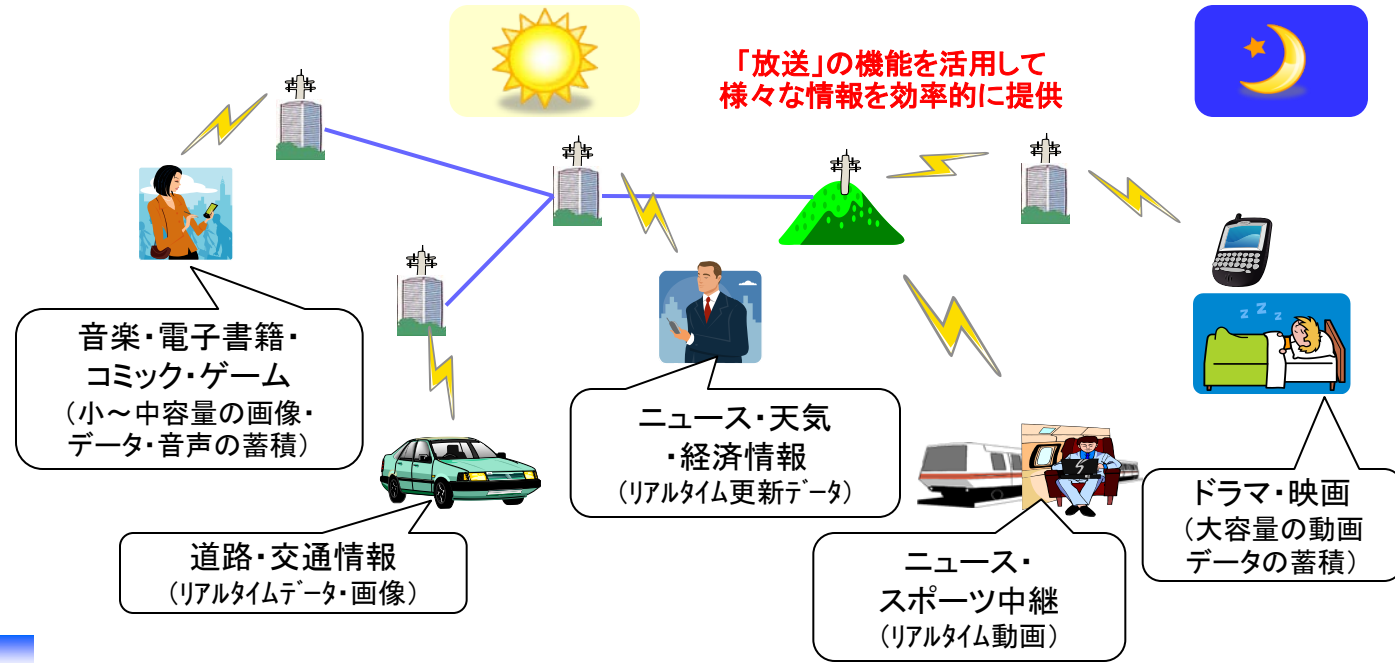 「放送」の機能を活用して
様々な情報を効率的に提供
音楽・電子書籍・
コミック・ゲーム
（小～中容量の画像・
データ・音声の蓄積）
道路・交通情報
（ﾘｱﾙﾀｲﾑﾃﾞｰﾀ・画像）
ニュース・天気
・経済情報
（ﾘｱﾙﾀｲﾑ更新ﾃﾞｰﾀ）
ニュース・
スポーツ中継
（ﾘｱﾙﾀｲﾑ動画）
z z z
ドラマ・映画
（大容量の動画
データの蓄積）